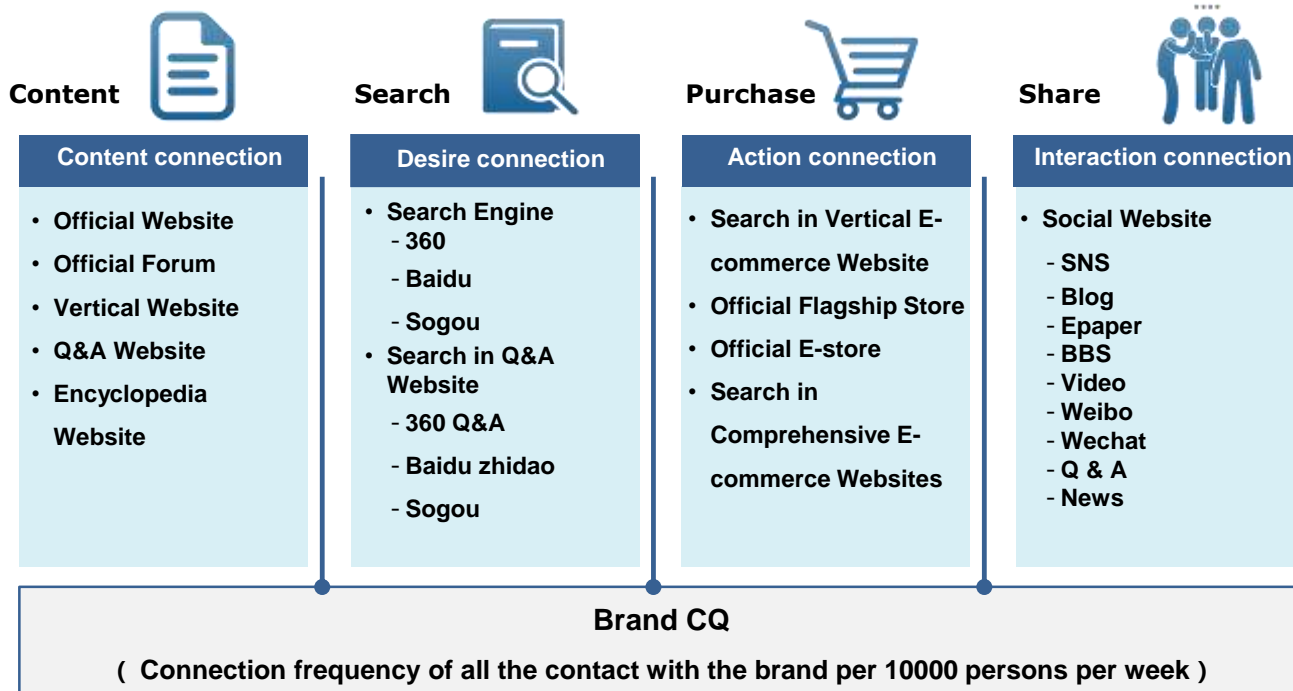 Content
Content connection
• Official Website
• Official Forum
• Vertical Website
• Q&A Website
• Encyclopedia
Website
Search
Desire connection
• Search Engine
- 360
- Baidu
- Sogou
• Search in Q&A
Website
- 360 Q&A
- Baidu zhidao
- Sogou
Purchase
Action connection
• Search in Vertical E-
commerce Website
• Official Flagship Store
• Official E-store
• Search in
Comprehensive E-
commerce Websites
Share
Interaction connection
• Social Website
- SNS
- Blog
- Epaper
- BBS
- Video
- Weibo
- Wechat
- Q & A
- News
Brand CQ
( Connection frequency of all the contact with the brand per 10000 persons per week )